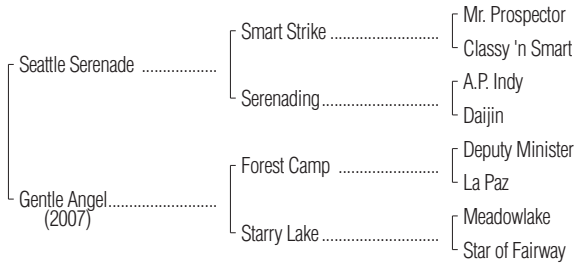 Mr. Prospector
Smart Strike ........................
Classy 'n Smart
Seattle Serenade .................
A.P. Indy
Serenading..........................
Daijin
Deputy Minister
Forest Camp ......................
La Paz
Gentle Angel........................
(2007)
Meadowlake
Starry Lake..........................
Star of Fairway